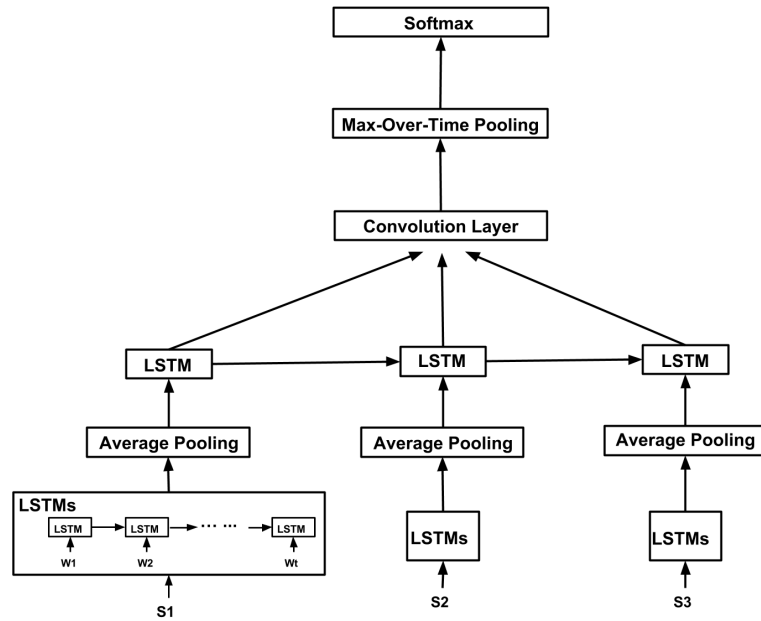 Softmax
Max-Over-Time Pooling
Convolution Layer
LSTM
LSTM
LSTM
Average Pooling
Average Pooling
Average Pooling
LSTMs
LSTM
LSTM
... ...
LSTM
W1
W2
Wt
LSTMs
LSTMs
S1
S2
S3